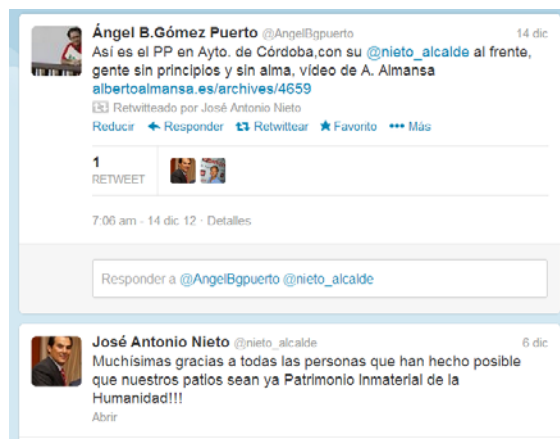 Ángel B.Gómez Puerto @AngelBgpuerto 14 dic
Así es el PP en Ayto. de Córdoba,con su @nieto_alcalde al frente,
gente sin principios y sin alma, vídeo de A. Almansa
albertoalmansa.es/archives/4659
Retwitteado por José Antonio Nieto
Reducir Responder Retwittear Favorito Más
1
RETWEET
7:06 am - 14 dic 12 · Detalles
Responder a @AngelBgpuerto @nieto_alcalde
José Antonio Nieto @nieto_alcalde 6 dic
Muchísimas gracias a todas las personas que han hecho posible
que nuestros patios sean ya Patrimonio Inmaterial de la
Humanidad!!!
Abrir